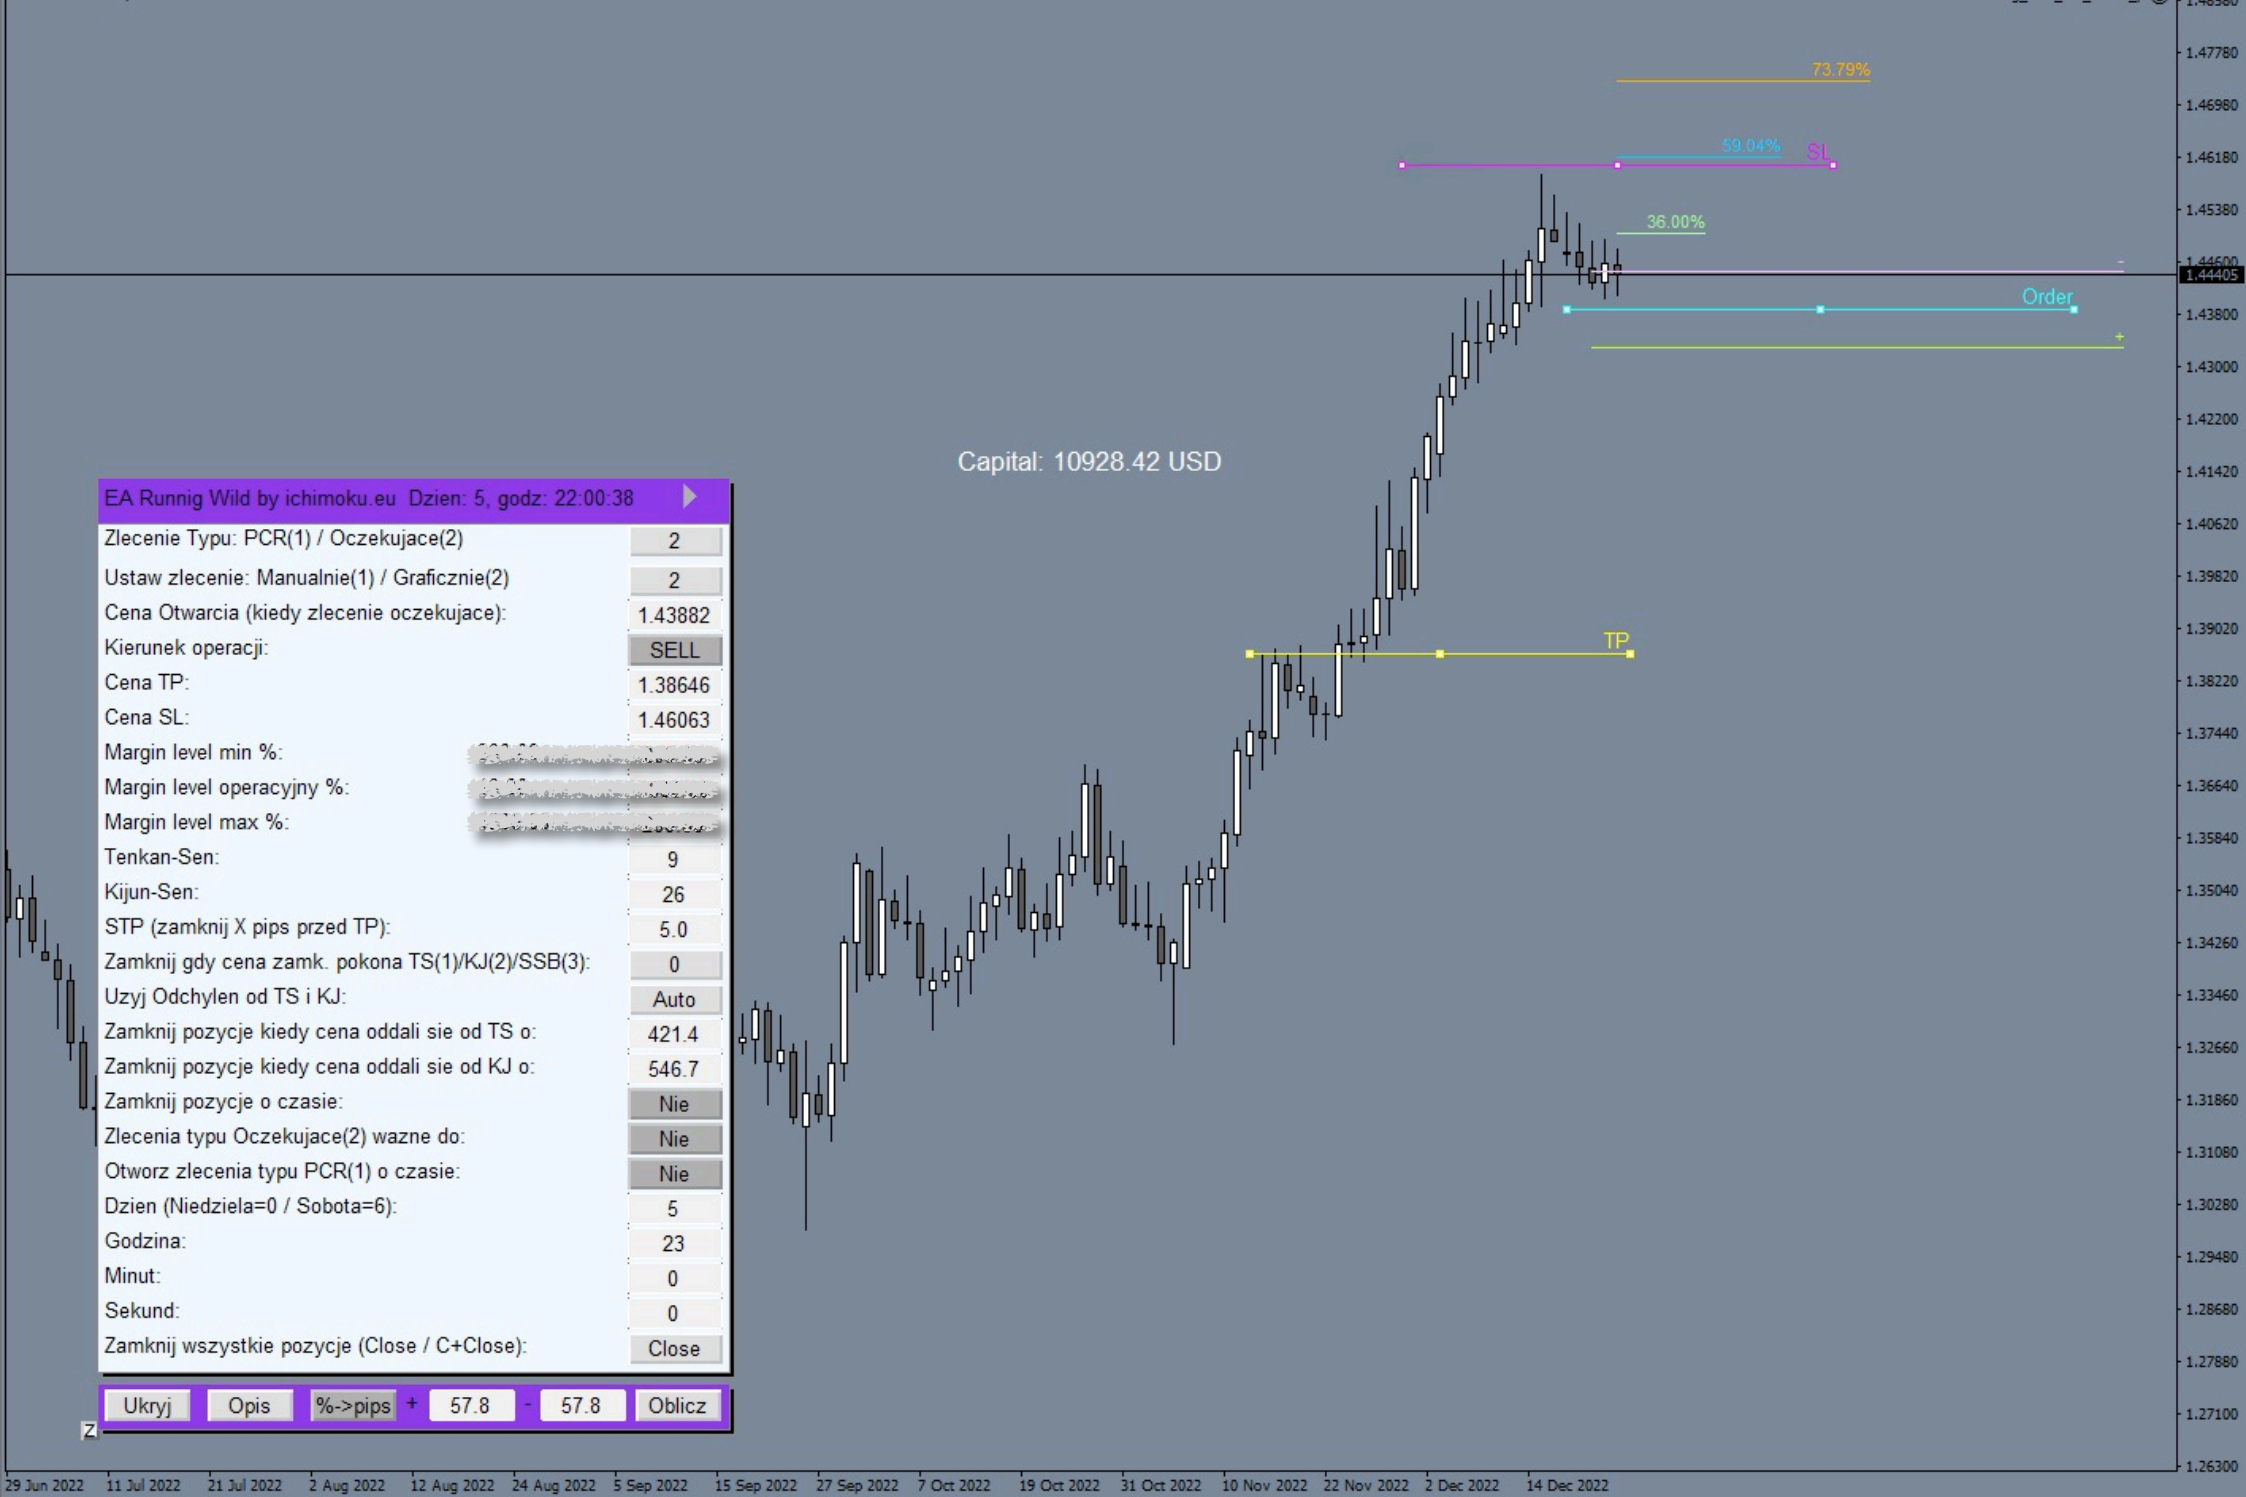 1.47780
73.79%
1.46980
59.04%
SL
1.46180
1.45380
36.00%
-
1.44600
1.44405
Order
1.43800
+
1.43000
1.42200
Capital: 10928.42 USD
1.41420
1.40620
1.39820
1.39020
TP
1.38220
1.37440
1.36640
1.35840
1.35040
1.34260
1.33460
1.32660
1.31860
1.31080
1.30280
1.29480
1.28680
1.27880
1.27100
1.26300
EA Runnig Wild by ichimoku.eu Dzien: 5, godz: 22:00:38
Zlecenie Typu: PCR(1) / Oczekujace(2) 2
Ustaw zlecenie: Manualnie(1) / Graficznie(2) 2
Cena Otwarcia (kiedy zlecenie oczekujace): 1.43882
Kierunek operacji: SELL
Cena TP: 1.38646
Cena SL: 1.46063
Margin level min %:
Margin level operacyjny %:
Margin level max %:
Tenkan-Sen: 9
Kijun-Sen: 26
STP (zamknij X pips przed TP): 5.0
Zamknij gdy cena zamk. pokona TS(1)/KJ(2)/SSB(3): 0
Uzyj Odchylen od TS i KJ: Auto
Zamknij pozycje kiedy cena oddali sie od TS o: 421.4
Zamknij pozycje kiedy cena oddali sie od KJ o: 546.7
Zamknij pozycje o czasie: Nie
Zlecenia typu Oczekujace(2) wazne do: Nie
Otworz zlecenia typu PCR(1) o czasie: Nie
Dzien (Niedziela=0 / Sobota=6): 5
Godzina: 23
Minut: 0
Sekund: 0
Zamknij wszystkie pozycje (Close / C+Close): Close
Ukryj Opis %->pips + 57.8 - 57.8 Oblicz
Z
29 Jun 2022 11 Jul 2022 21 Jul 2022 2 Aug 2022 12 Aug 2022 24 Aug 2022 5 Sep 2022 15 Sep 2022 27 Sep 2022 7 Oct 2022 19 Oct 2022 31 Oct 2022 10 Nov 2022 22 Nov 2022 2 Dec 2022 14 Dec 2022